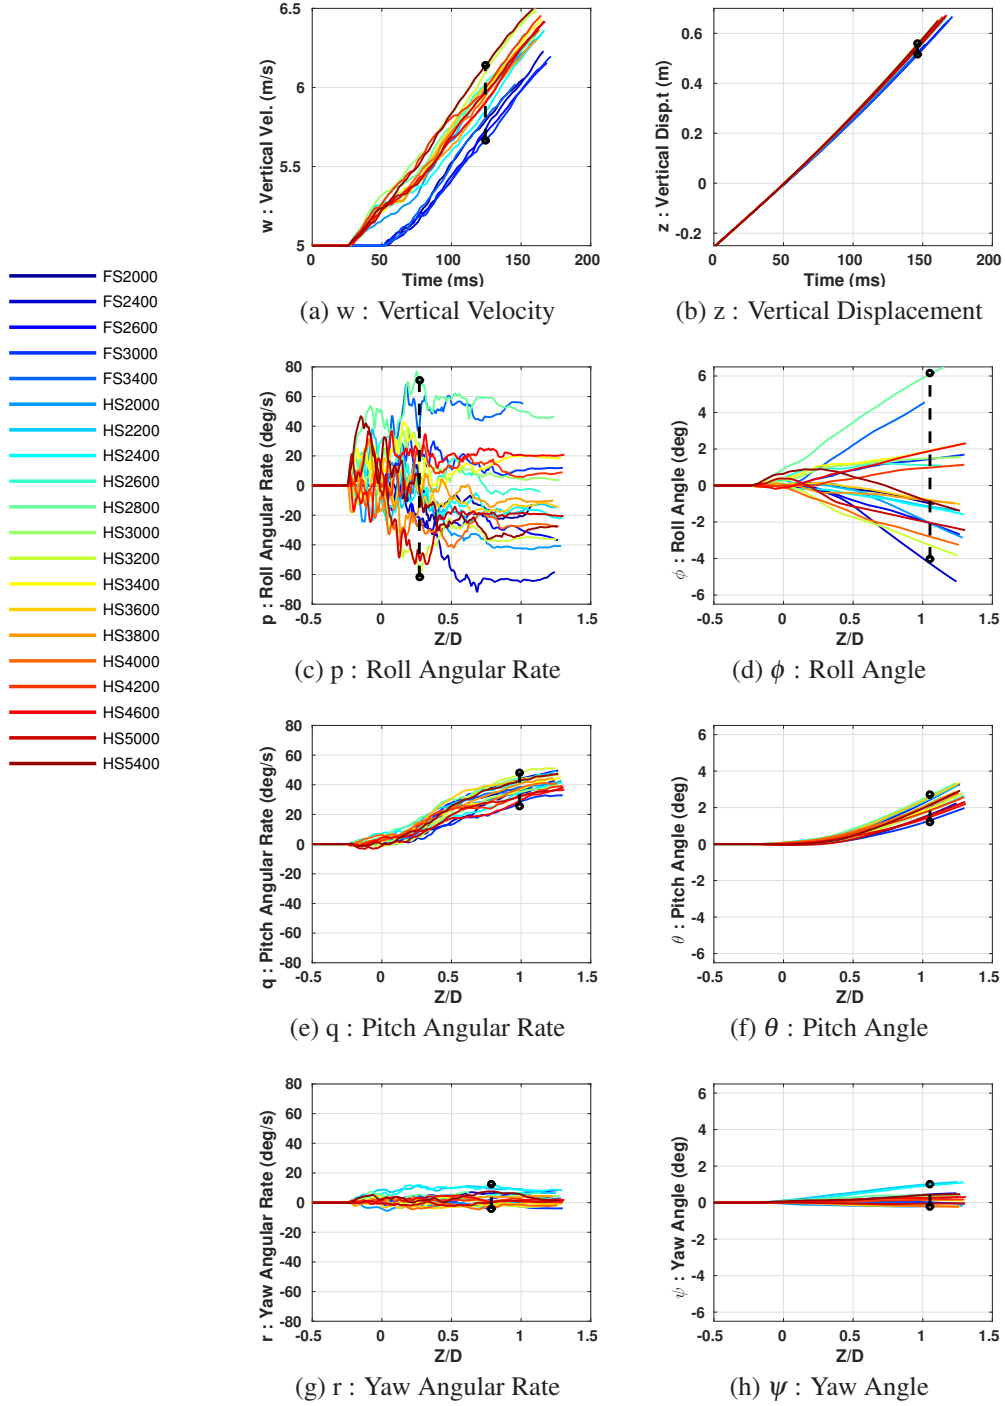 FS2000
FS2400
FS2600
FS3000
FS3400
HS2000
HS2200
HS2400
HS2600
HS2800
HS3000
HS3200
HS3400
HS3600
HS3800
HS4000
HS4200
HS4600
HS5000
HS5400
w : Vertical Vel. (m/s)
6.5
6
5.5
5
0 50 100 150 200
Time (ms)
(a) w : Vertical Velocity
z : Vertical Disp.t (m)
0.6
0.4
0.2
0
-0.2
0 50 100 150 200
Time (ms)
(b) z : Vertical Displacement
p : Roll Angular Rate (deg/s)
80
60
40
20
0
-20
-40
-60
-80
-0.5 0 0.5 1 1.5
Z/D
(c) p : Roll Angular Rate
ϕ : Roll Angle (deg)
6
4
2
0
-2
-4
-6
-0.5 0 0.5 1 1.5
Z/D
(d) ϕ : Roll Angle
q : Pitch Angular Rate (deg/s)
80
60
40
20
0
-20
-40
-60
-80
-0.5 0 0.5 1 1.5
Z/D
(e) q : Pitch Angular Rate
θ : Pitch Angle (deg)
6
4
2
0
-2
-4
-6
-0.5 0 0.5 1 1.5
Z/D
(f) θ : Pitch Angle
r : Yaw Angular Rate (deg/s)
80
60
40
20
0
-20
-40
-60
-80
-0.5 0 0.5 1 1.5
Z/D
(g) r : Yaw Angular Rate
ψ : Yaw Angle (deg)
6
4
2
0
-2
-4
-6
-0.5 0 0.5 1 1.5
Z/D
(h) ψ : Yaw Angle